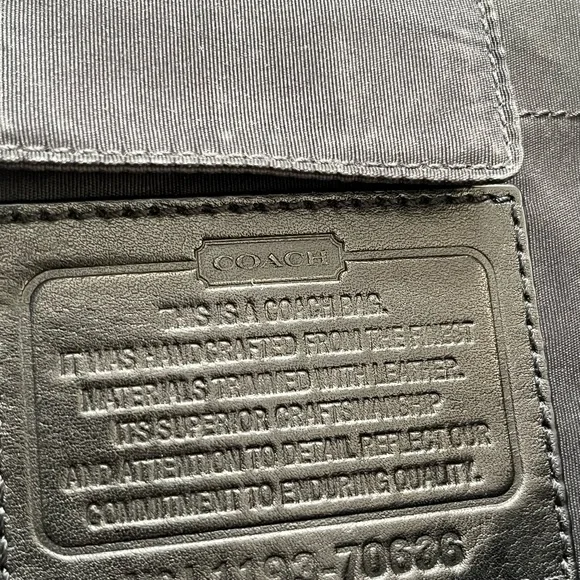 COACH
THIS IS A COACH BAG.
IT WAS HANDCRAFTED FROM THE FINEST
MATERIALS TRIMMED WITH LEATHER.
ITS SUPERIOR CRAFTSMANSHIP
AND ATTENTION TO DETAIL REFLECT OUR
COMMITMENT TO ENDURING QUALITY.
1193-70636